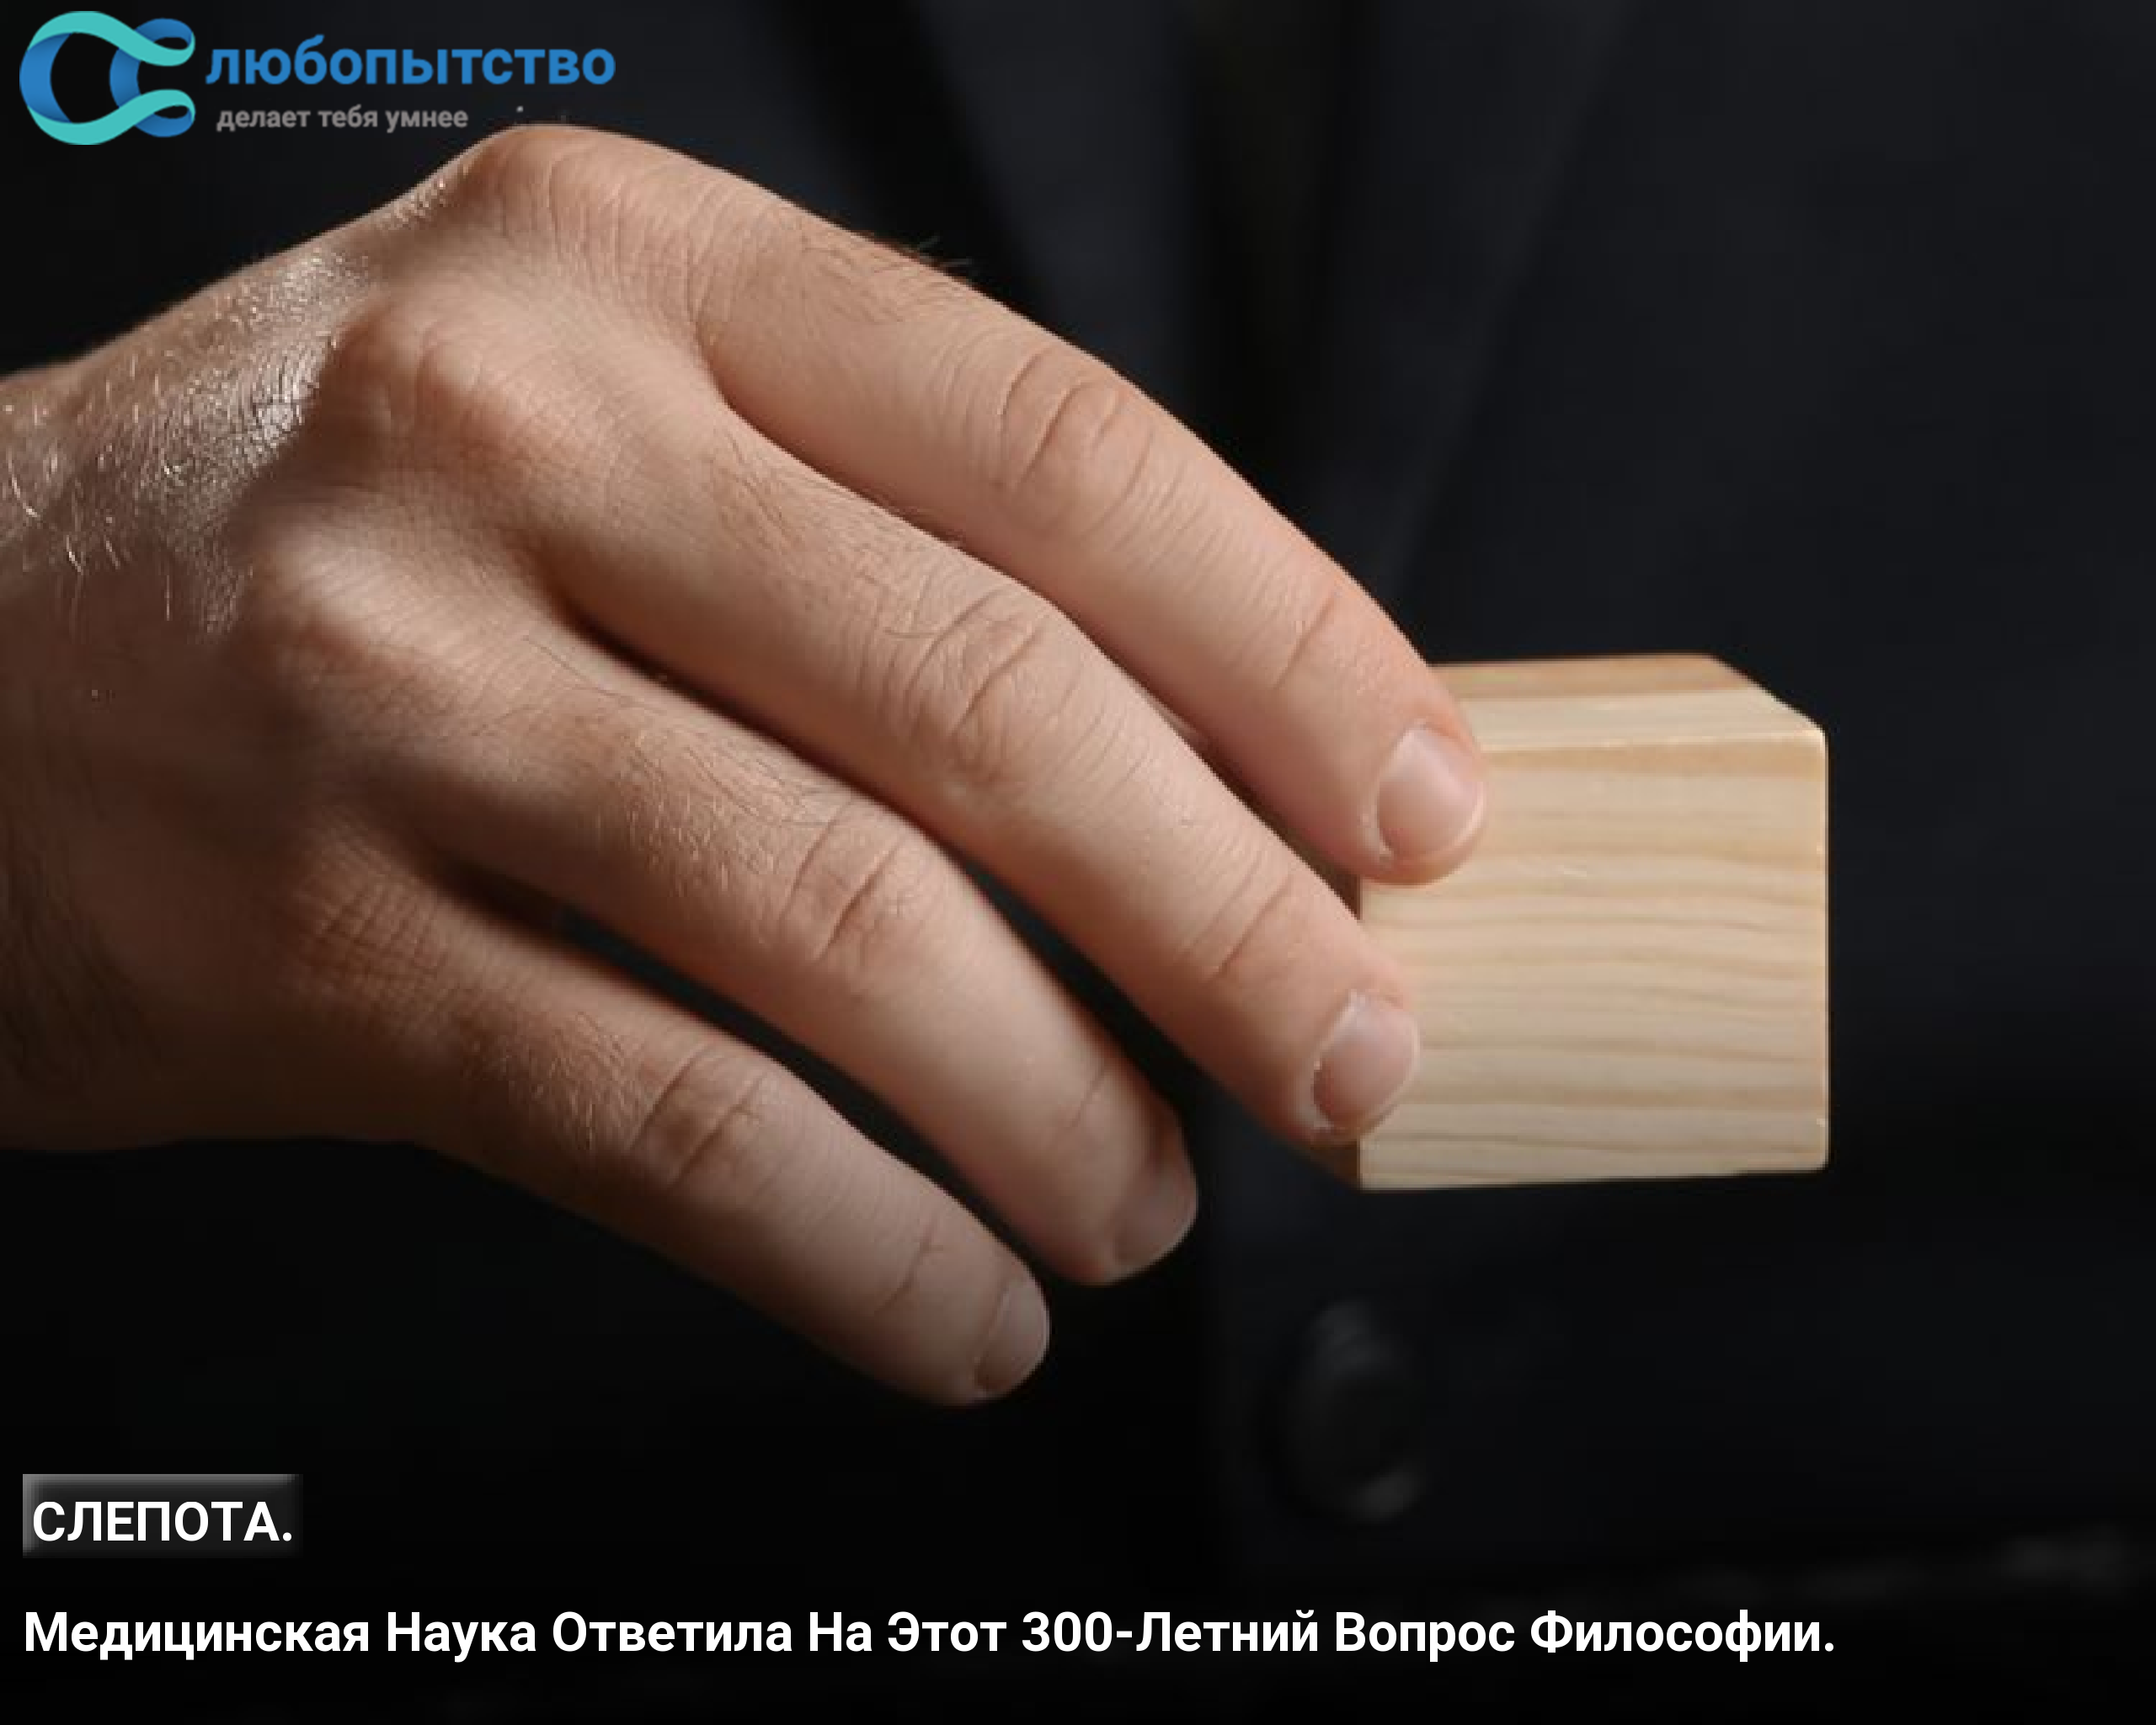 любопытство
делает тебя умнее
СЛЕПОТА.
Медицинская Наука Ответила На Этот 300-Летний Вопрос Философии.